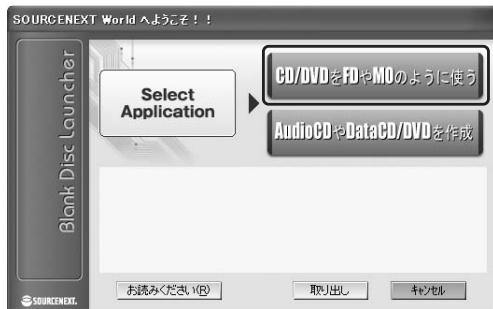 SOURCENEXT World へようこそ！！
Blank Disc Launcher
Select
Application
CD/DVDをFDやMOのように使う
AudioCDやDataCD/DVDを作成
お読みください(R)
取り出し
キャンセル
SOURCENEXT.